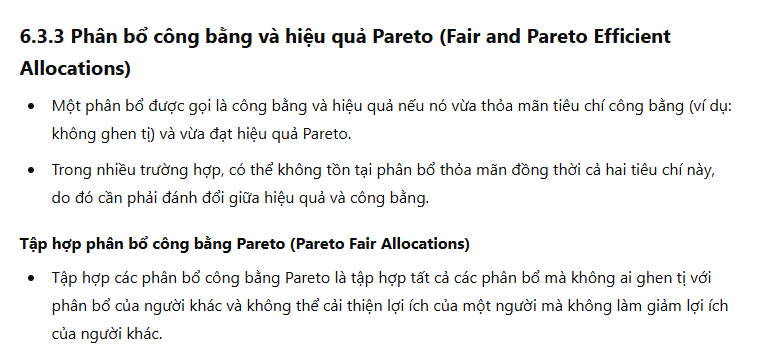 6.3.3 Phân bổ công bằng và hiệu quả Pareto (Fair and Pareto Efficient
Allocations)
• Một phân bổ được gọi là công bằng và hiệu quả nếu nó vừa thỏa mãn tiêu chí công bằng (ví dụ:
không ghen tị) và vừa đạt hiệu quả Pareto.
• Trong nhiều trường hợp, có thể không tồn tại phân bổ thỏa mãn đồng thời cả hai tiêu chí này,
do đó cần phải đánh đổi giữa hiệu quả và công bằng.
Tập hợp phân bổ công bằng Pareto (Pareto Fair Allocations)
• Tập hợp các phân bổ công bằng Pareto là tập hợp tất cả các phân bổ mà không ai ghen tị với
phân bổ của người khác và không thể cải thiện lợi ích của một người mà không làm giảm lợi ích
của người khác.